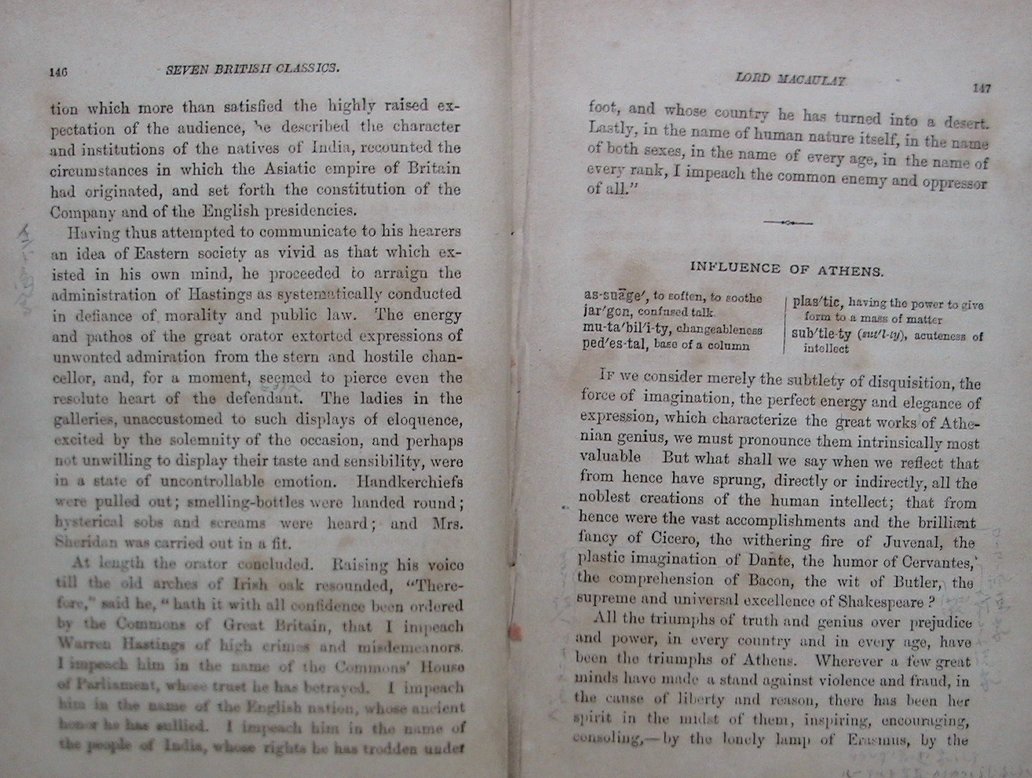 146
SEVEN BRITISH CLASSICS.
tion which more than satisfied the highly raised ex-
pectation of the audience, he described the character
and institutions of the natives of India, recounted the
circumstances in which the Asiatic empire of Britain
had originated, and set forth the constitution of the
Company and of the English presidencies.
Having thus attempted to communicate to his hearers
an idea of Eastern society as vivid as that which ex-
isted in his own mind, he proceeded to arraign the
administration of Hastings as systematically conducted
in defiance of morality and public law. The energy
and pathos of the great orator extorted expressions of
unwonted admiration from the stern and hostile chan-
cellor, and, for a moment, seemed to pierce even the
resolute heart of the defendant. The ladies in the
galleries, unaccustomed to such displays of eloquence,
excited by the solemnity of the occasion, and perhaps
not unwilling to display their taste and sensibility, were
in a state of uncontrollable emotion. Handkerchiefs
were pulled out; smelling-bottles were handed round;
hysterical sobs and screams were heard; and Mrs.
Sheridan was carried out in a fit.
At length the orator concluded. Raising his voice
till the old arches of Irish oak resounded, "There-
fore," said he, "hath it with all confidence been ordered
by the Commons of Great Britain, that I impeach
Warren Hastings of high crimes and misdemeanors.
I impeach him in the name of the Commons' House
of Parliament, whose trust he has betrayed. I impeach
him in the name of the English nation, whose ancient
honor he has sullied. I impeach him in the name of
the people of India, whose rights he has trodden under
LORD MACAULAY
147
foot, and whose country he has turned into a desert.
Lastly, in the name of human nature itself, in the name
of both sexes, in the name of every age, in the name of
every rank, I impeach the common enemy and oppressor
of all."
INFLUENCE OF ATHENS.
as-suāge′, to soften, to soothe
jar′gon, confused talk
mu-ta′bil′i-ty, changeableness
ped′es-tal, base of a column
plas′tic, having the power to give
form to a mass of matter
sub′tle-ty (sut′l-ty), acuteness of
intellect
IF we consider merely the subtlety of disquisition, the
force of imagination, the perfect energy and elegance of
expression, which characterize the great works of Athe-
nian genius, we must pronounce them intrinsically most
valuable But what shall we say when we reflect that
from hence have sprung, directly or indirectly, all the
noblest creations of the human intellect; that from
hence were the vast accomplishments and the brilliant
fancy of Cicero, the withering fire of Juvenal, the
plastic imagination of Dante, the humor of Cervantes,
the comprehension of Bacon, the wit of Butler, the
supreme and universal excellence of Shakespeare?
All the triumphs of truth and genius over prejudice
and power, in every country and in every age, have
been the triumphs of Athens. Wherever a few great
minds have made a stand against violence and fraud, in
the cause of liberty and reason, there has been her
spirit in the midst of them, inspiring, encouraging,
consoling,—by the lonely lamp of Erasmus, by the